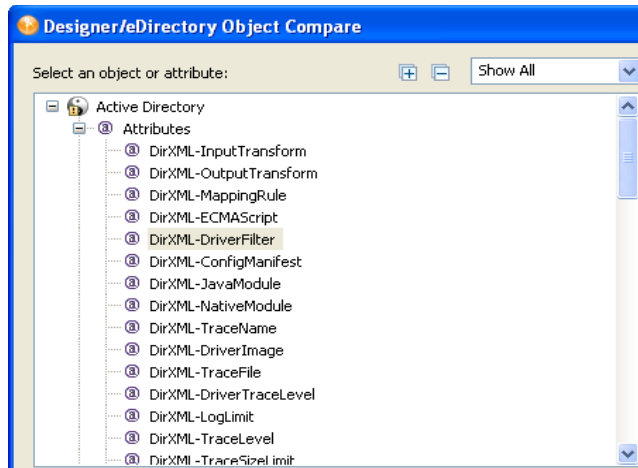 Designer/eDirectory Object Compare
Select an object or attribute:
Show All
Active Directory
Attributes
DirXML-InputTransform
DirXML-OutputTransform
DirXML-MappingRule
DirXML-ECMAScript
DirXML-DriverFilter
DirXML-ConfigManifest
DirXML-JavaModule
DirXML-NativeModule
DirXML-TraceName
DirXML-DriverImage
DirXML-TraceFile
DirXML-DriverTraceLevel
DirXML-LogLimit
DirXML-TraceLevel
DirXML-TraceSizeLimit